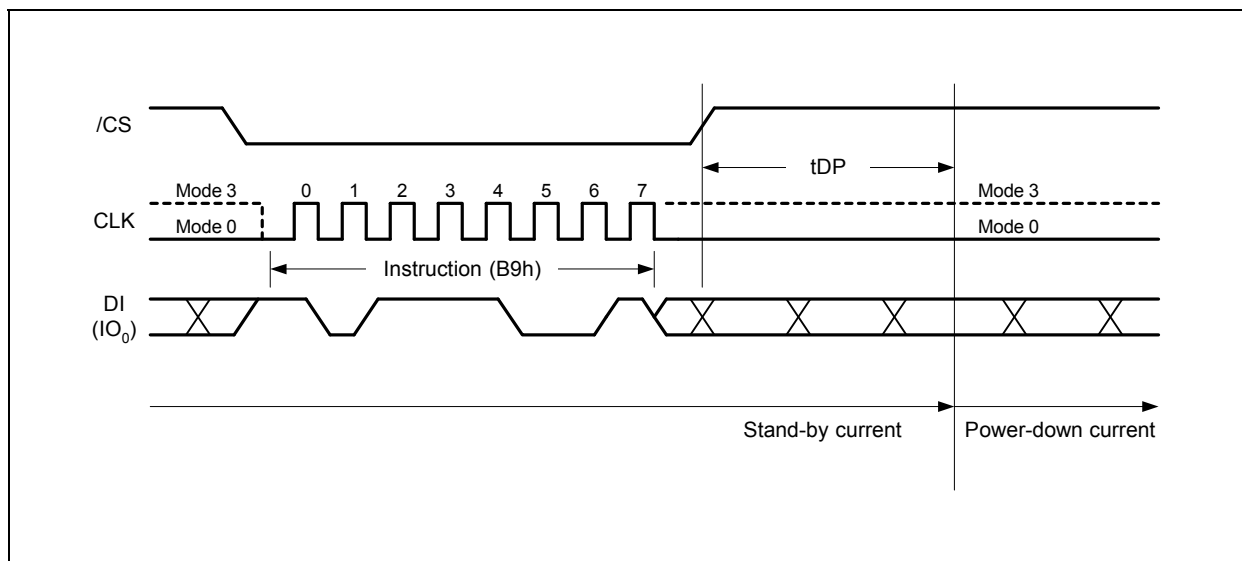 /CS
tDP
Mode 3 0 1 2 3 4 5 6 7 Mode 3
CLK
Mode 0 Mode 0
Instruction (B9h)
DI
(IO₀)
Stand-by current Power-down current